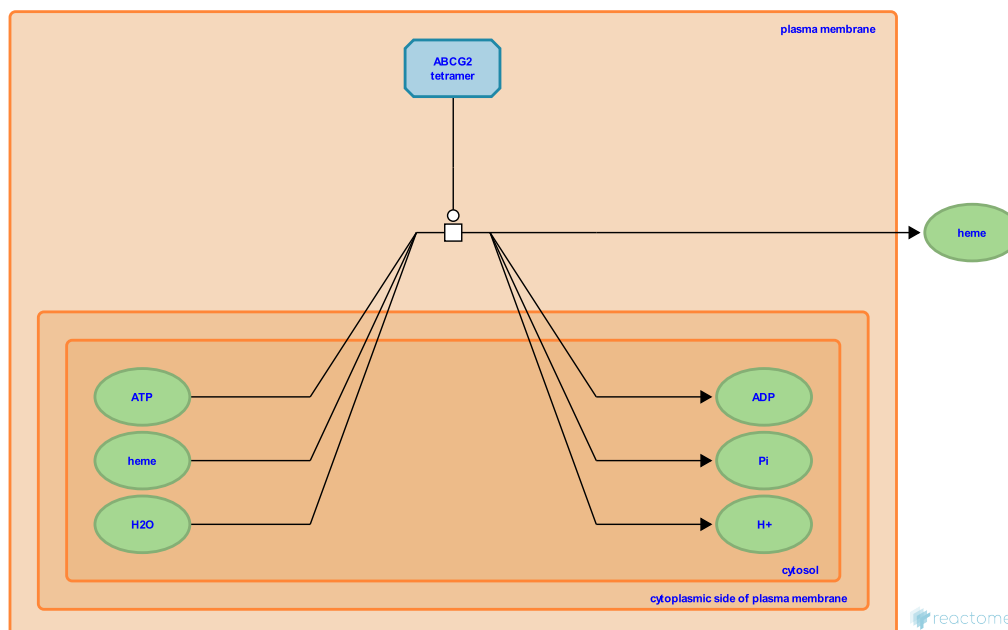 plasma membrane
ABCG2
tetramer
heme
ATP
ADP
heme
Pi
H2O
H+
cytosol
cytoplasmic side of plasma membrane
reactome